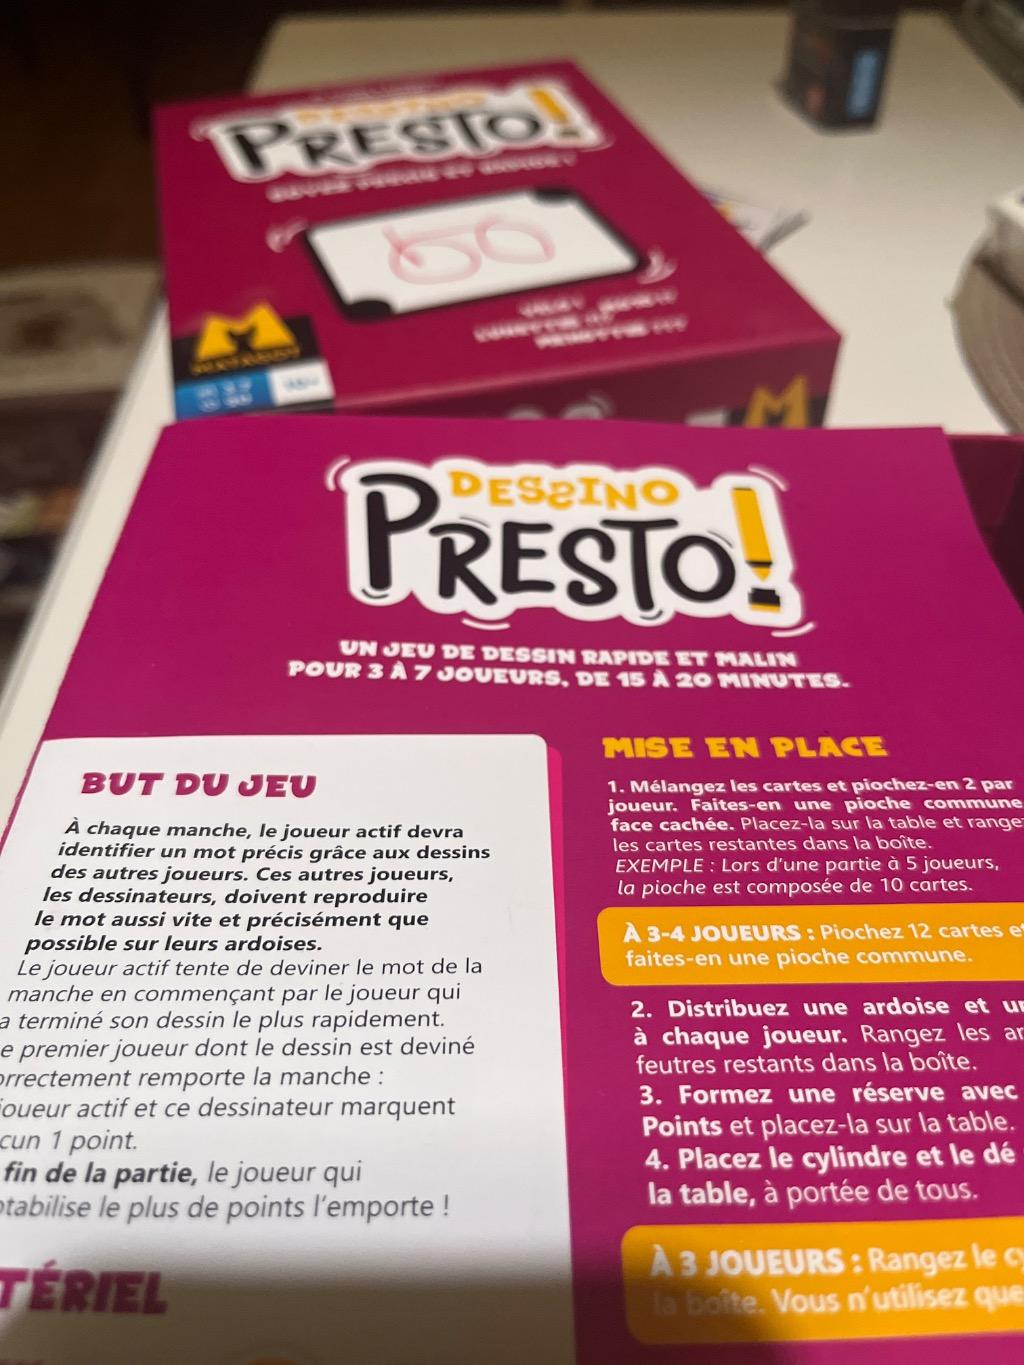 DESSINO
PRESTO!
MATAGOT
DESSINO
PRESTO!
UN JEU DE DESSIN RAPIDE ET MALIN
POUR 3 À 7 JOUEURS, DE 15 À 20 MINUTES.
BUT DU JEU
À chaque manche, le joueur actif devra
identifier un mot précis grâce aux dessins
des autres joueurs. Ces autres joueurs,
les dessinateurs, doivent reproduire
le mot aussi vite et précisément que
possible sur leurs ardoises.
Le joueur actif tente de deviner le mot de la
manche en commençant par le joueur qui
a terminé son dessin le plus rapidement.
e premier joueur dont le dessin est deviné
orrectement remporte la manche :
joueur actif et ce dessinateur marquent
cun 1 point.
fin de la partie, le joueur qui
ptabilise le plus de points l'emporte !
TÉRIEL
MISE EN PLACE
1. Mélangez les cartes et piochez-en 2 par
joueur. Faites-en une pioche commune
face cachée. Placez-la sur la table et range
les cartes restantes dans la boîte.
EXEMPLE : Lors d'une partie à 5 joueurs,
la pioche est composée de 10 cartes.
À 3-4 JOUEURS : Piochez 12 cartes et
faites-en une pioche commune.
2. Distribuez une ardoise et un
à chaque joueur. Rangez les ar
feutres restants dans la boîte.
3. Formez une réserve avec
Points et placez-la sur la table.
4. Placez le cylindre et le dé
la table, à portée de tous.
À 3 JOUEURS : Rangez le cy
la boîte. Vous n'utilisez que